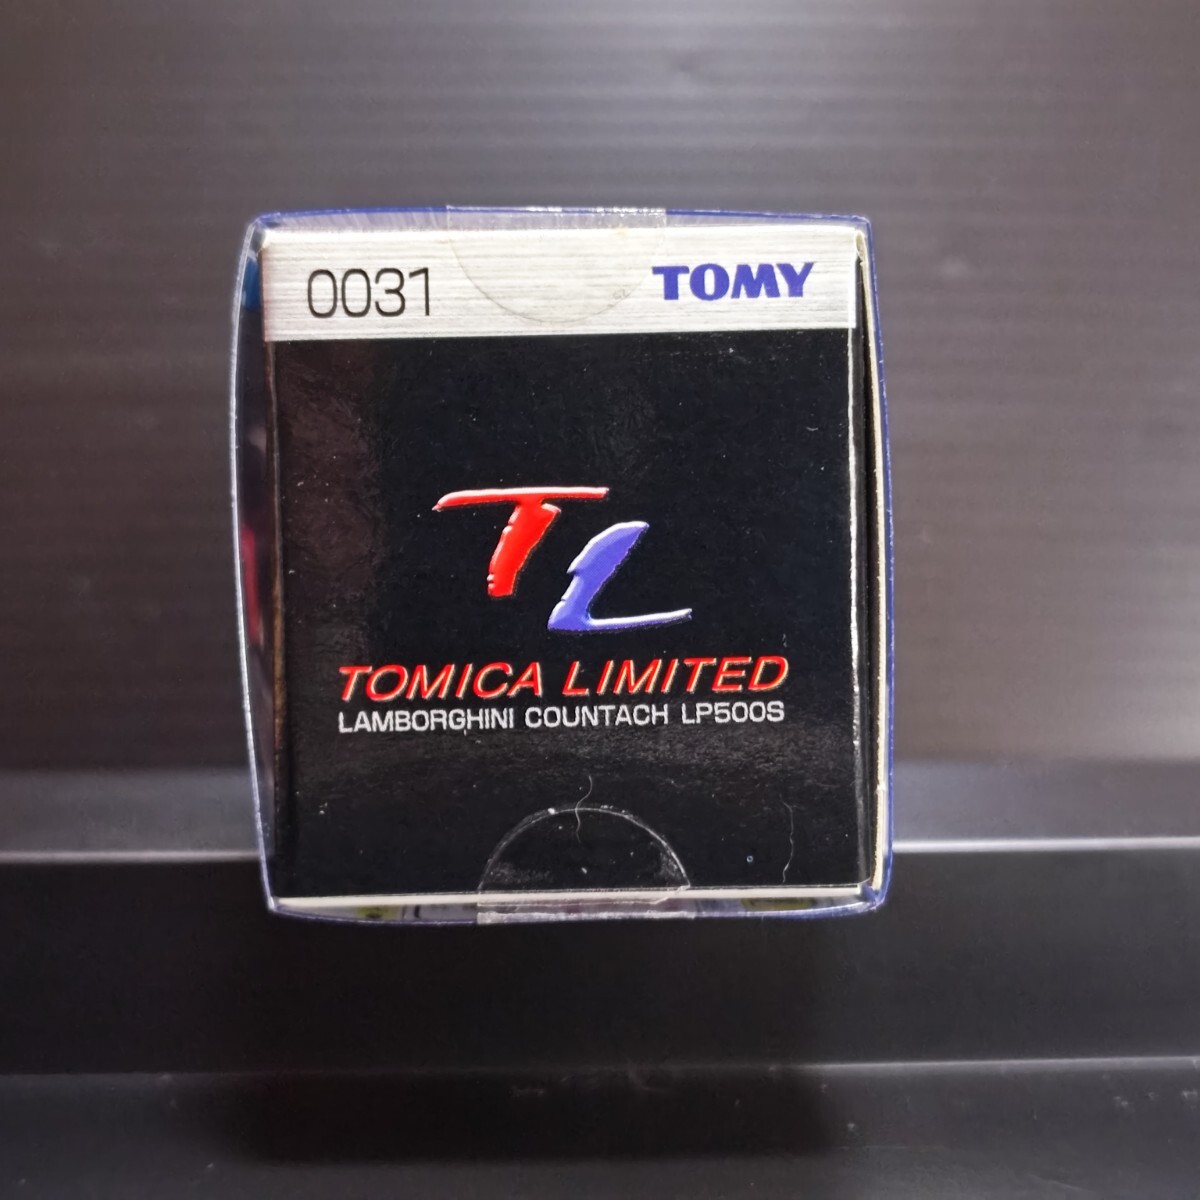 0031 TOMY
TL
TOMICA LIMITED
LAMBORGHINI COUNTACH LP500S